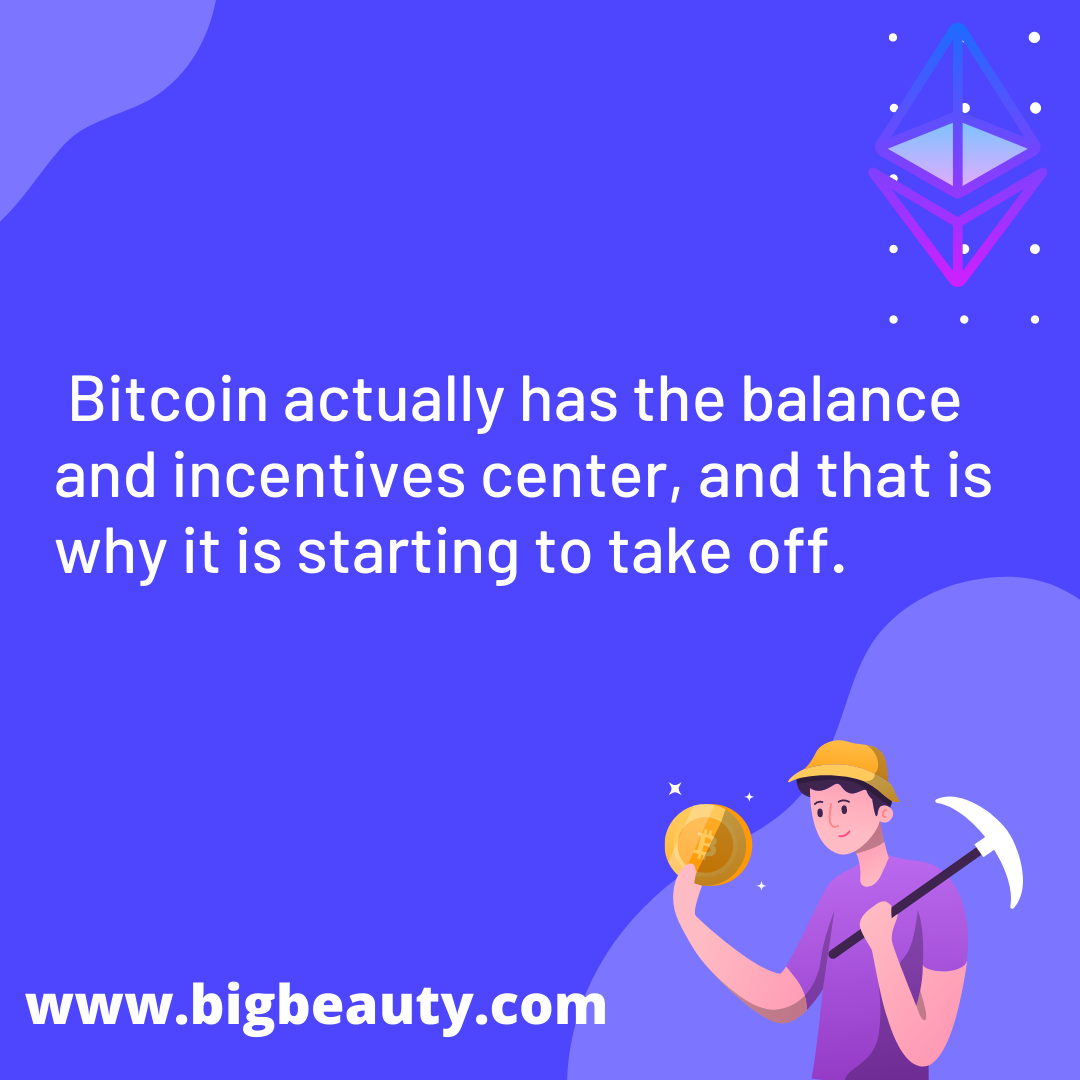 Bitcoin actually has the balance
and incentives center, and that is
why it is starting to take off.
www.bigbeauty.com